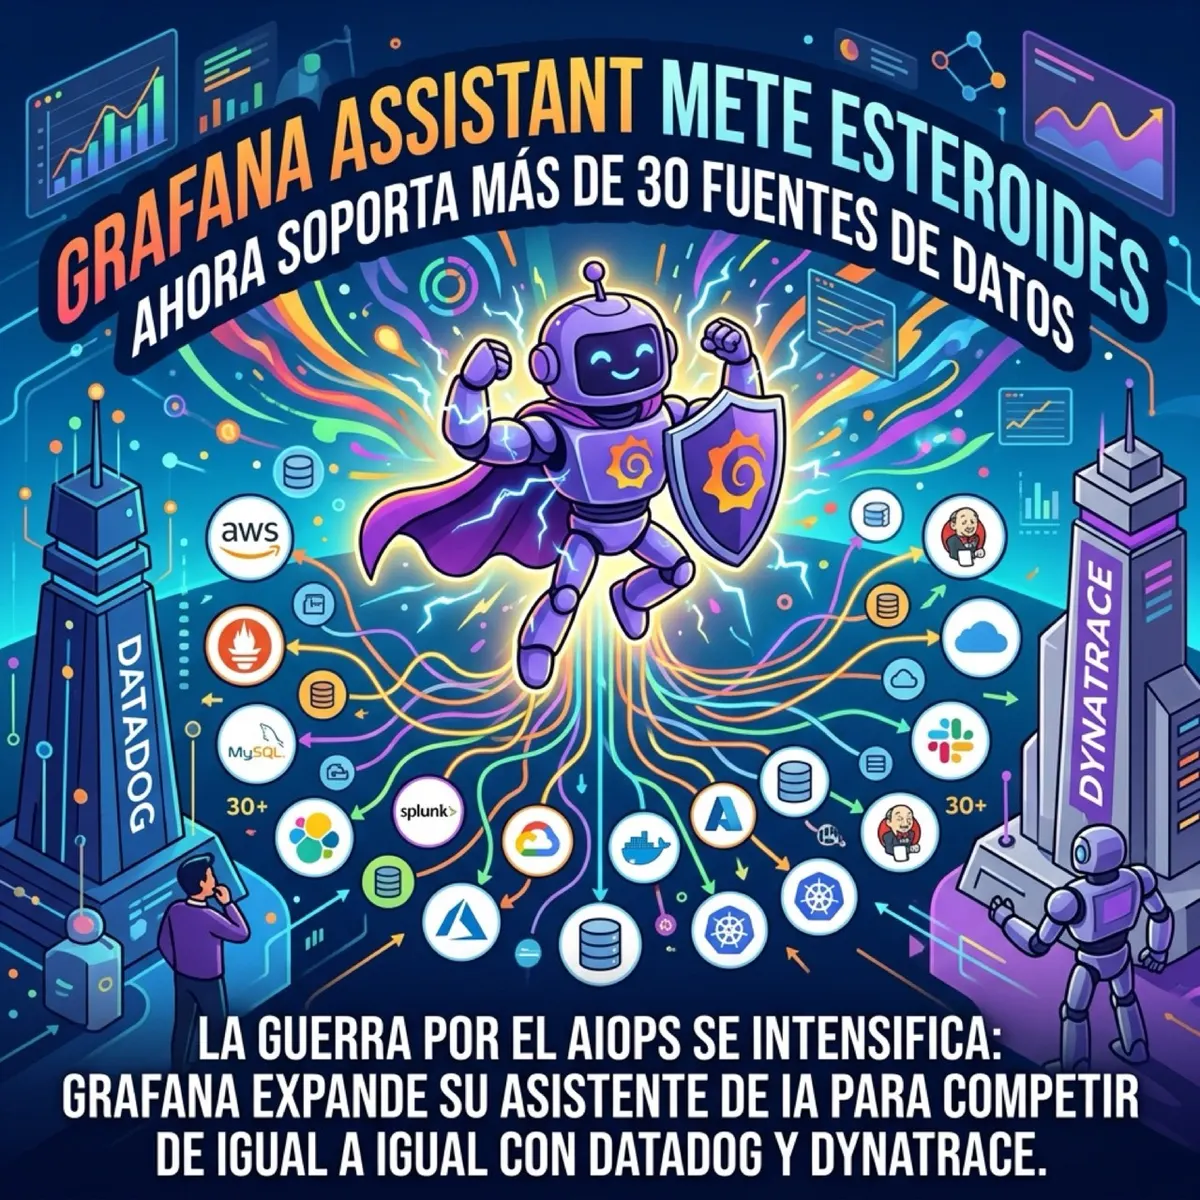 GRAFANA ASSISTANT METE ESTEROIDES
AHORA SOPORTA MÁS DE 30 FUENTES DE DATOS
DATADOG
DYNATRACE
aws
MySQL
30+
splunk>
30+
LA GUERRA POR EL AIOPS SE INTENSIFICA:
GRAFANA EXPANDE SU ASISTENTE DE IA PARA COMPETIR
DE IGUAL A IGUAL CON DATADOG Y DYNATRACE.